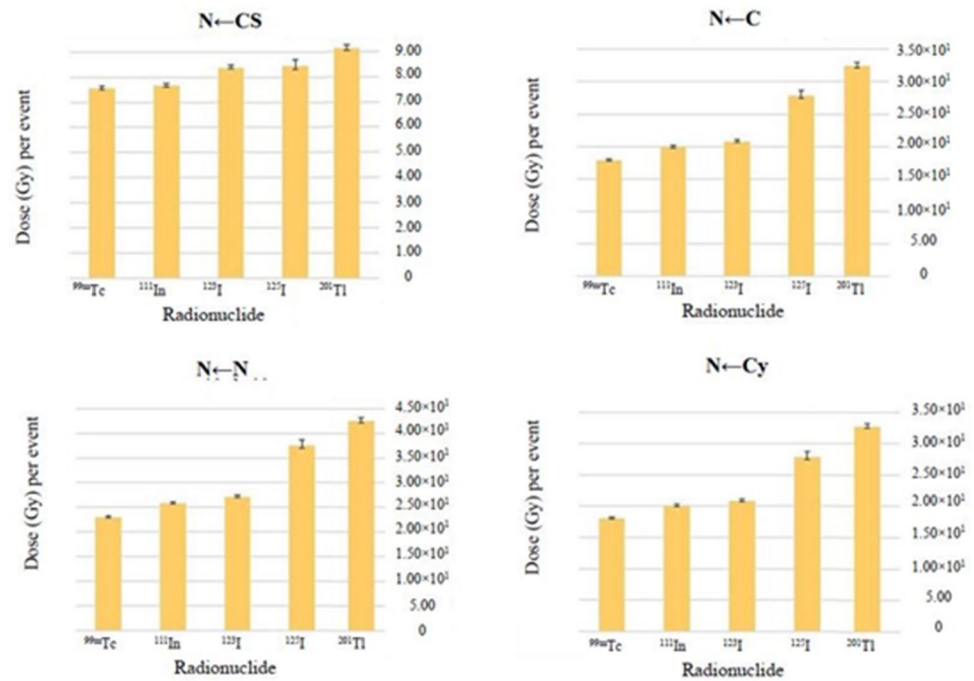 N←CS
Dose (Gy) per event
9.00
8.00
7.00
6.00
5.00
4.00
3.00
2.00
1.00
0
⁹⁹ᵐTc ¹¹¹In ¹²³I ¹²⁵I ²⁰¹Tl
Radionuclide
N←C
Dose (Gy) per event
3.50×10¹
3.00×10¹
2.50×10¹
2.00×10¹
1.50×10¹
1.00×10¹
5.00
0
⁹⁹ᵐTc ¹¹¹In ¹²³I ¹²⁵I ²⁰¹Tl
Radionuclide
N←N
Dose (Gy) per event
4.50×10¹
4.00×10¹
3.50×10¹
3.00×10¹
2.50×10¹
2.00×10¹
1.50×10¹
1.00×10¹
5.00
0
⁹⁹ᵐTc ¹¹¹In ¹²³I ¹²⁵I ²⁰¹Tl
Radionuclide
N←Cy
Dose (Gy) per event
3.50×10¹
3.00×10¹
2.50×10¹
2.00×10¹
1.50×10¹
1.00×10¹
5.00
0
⁹⁹ᵐTc ¹¹¹In ¹²³I ¹²⁵I ²⁰¹Tl
Radionuclide